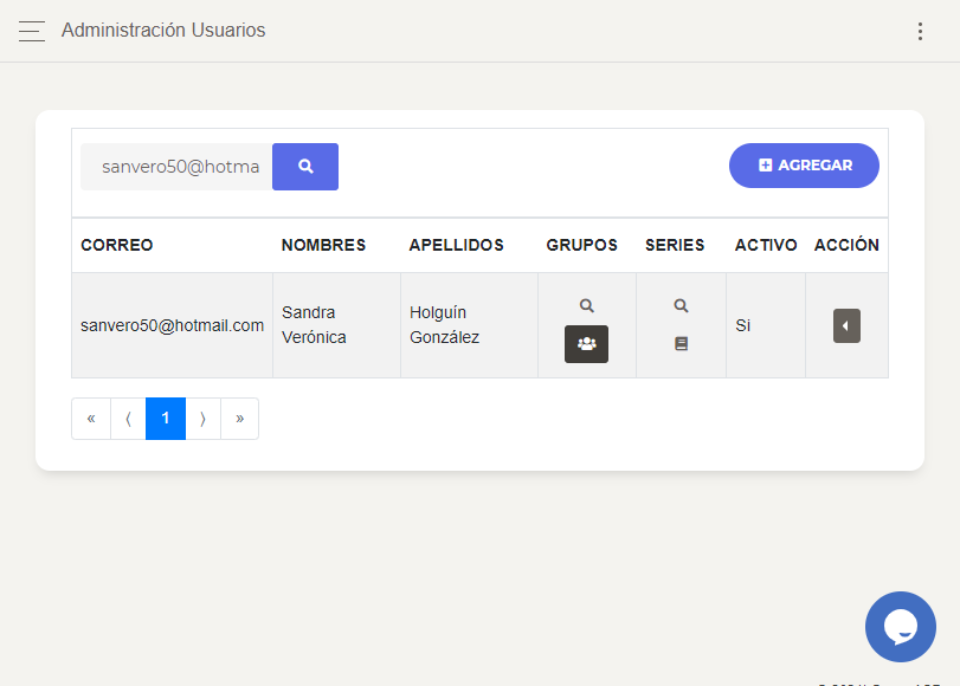 Administración Usuarios
sanvero50@hotma
AGREGAR
CORREO NOMBRES APELLIDOS GRUPOS SERIES ACTIVO ACCIÓN
sanvero50@hotmail.com Sandra Verónica Holguín González Si
« ⟨ 1 ⟩ »